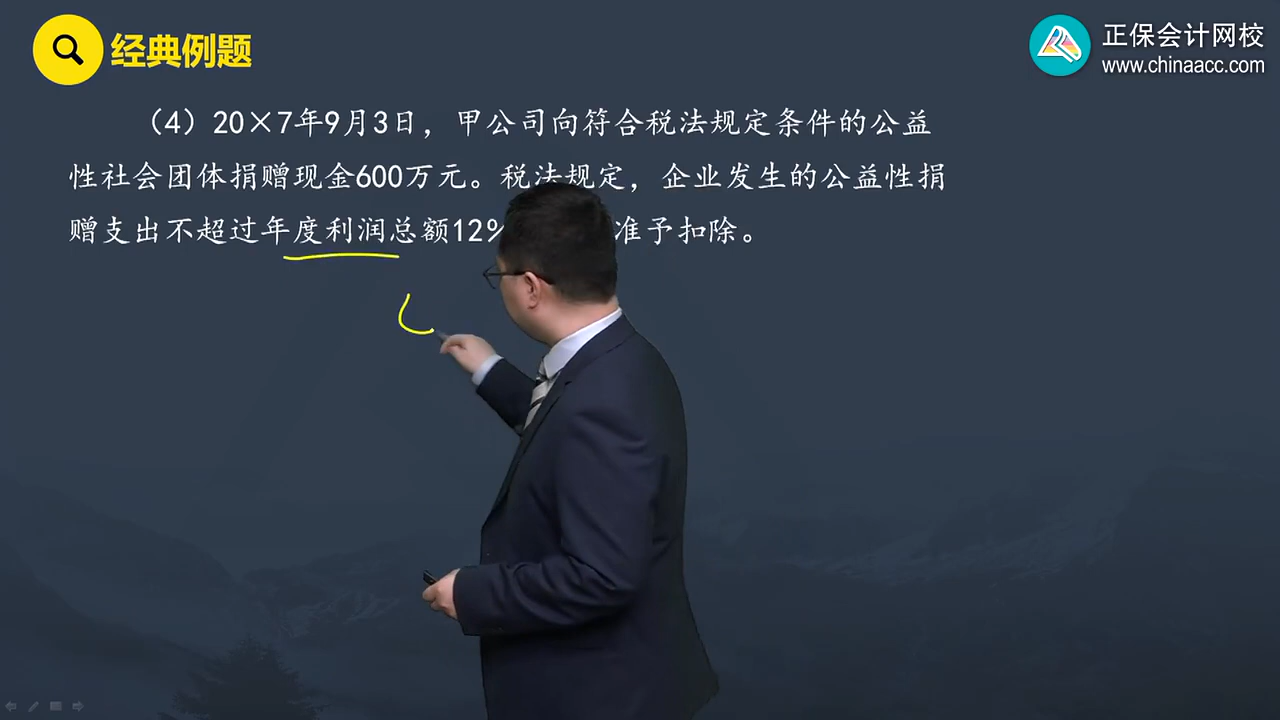 经典例题
正保会计网校
www.chinaacc.com
（4）20×7年9月3日，甲公司向符合税法规定条件的公益
性社会团体捐赠现金600万元。税法规定，企业发生的公益性捐
赠支出不超过年度利润总额12% 准予扣除。